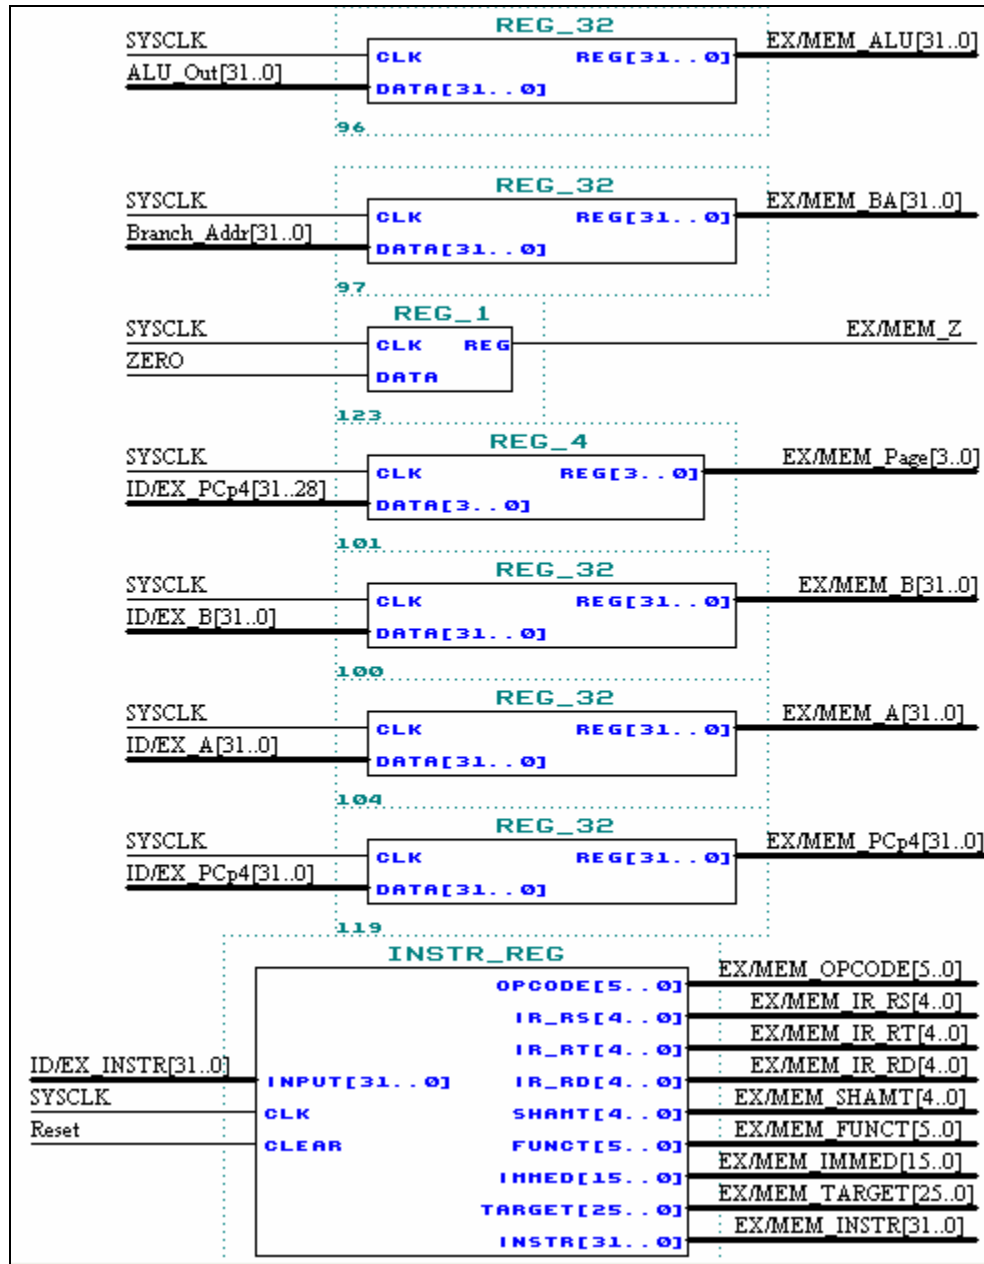 REG_32
SYSCLK
CLK
REG[31..0]
EX/MEM_ALU[31..0]
ALU_Out[31..0]
DATA[31..0]
96
REG_32
SYSCLK
CLK
REG[31..0]
EX/MEM_BA[31..0]
Branch_Addr[31..0]
DATA[31..0]
97
REG_1
SYSCLK
CLK
REG
EX/MEM_Z
ZERO
DATA
123
REG_4
SYSCLK
CLK
REG[3..0]
EX/MEM_Page[3..0]
ID/EX_PCp4[31..28]
DATA[3..0]
101
REG_32
SYSCLK
CLK
REG[31..0]
EX/MEM_B[31..0]
ID/EX_B[31..0]
DATA[31..0]
100
REG_32
SYSCLK
CLK
REG[31..0]
EX/MEM_A[31..0]
ID/EX_A[31..0]
DATA[31..0]
104
REG_32
SYSCLK
CLK
REG[31..0]
EX/MEM_PCp4[31..0]
ID/EX_PCp4[31..0]
DATA[31..0]
119
INSTR_REG
OPCODE[5..0]
EX/MEM_OPCODE[5..0]
IR_RS[4..0]
EX/MEM_IR_RS[4..0]
IR_RT[4..0]
EX/MEM_IR_RT[4..0]
ID/EX_INSTR[31..0]
INPUT[31..0]
IR_RD[4..0]
EX/MEM_IR_RD[4..0]
SYSCLK
CLK
SHAMT[4..0]
EX/MEM_SHAMT[4..0]
Reset
CLEAR
FUNCT[5..0]
EX/MEM_FUNCT[5..0]
IMMED[15..0]
EX/MEM_IMMED[15..0]
TARGET[25..0]
EX/MEM_TARGET[25..0]
INSTR[31..0]
EX/MEM_INSTR[31..0]